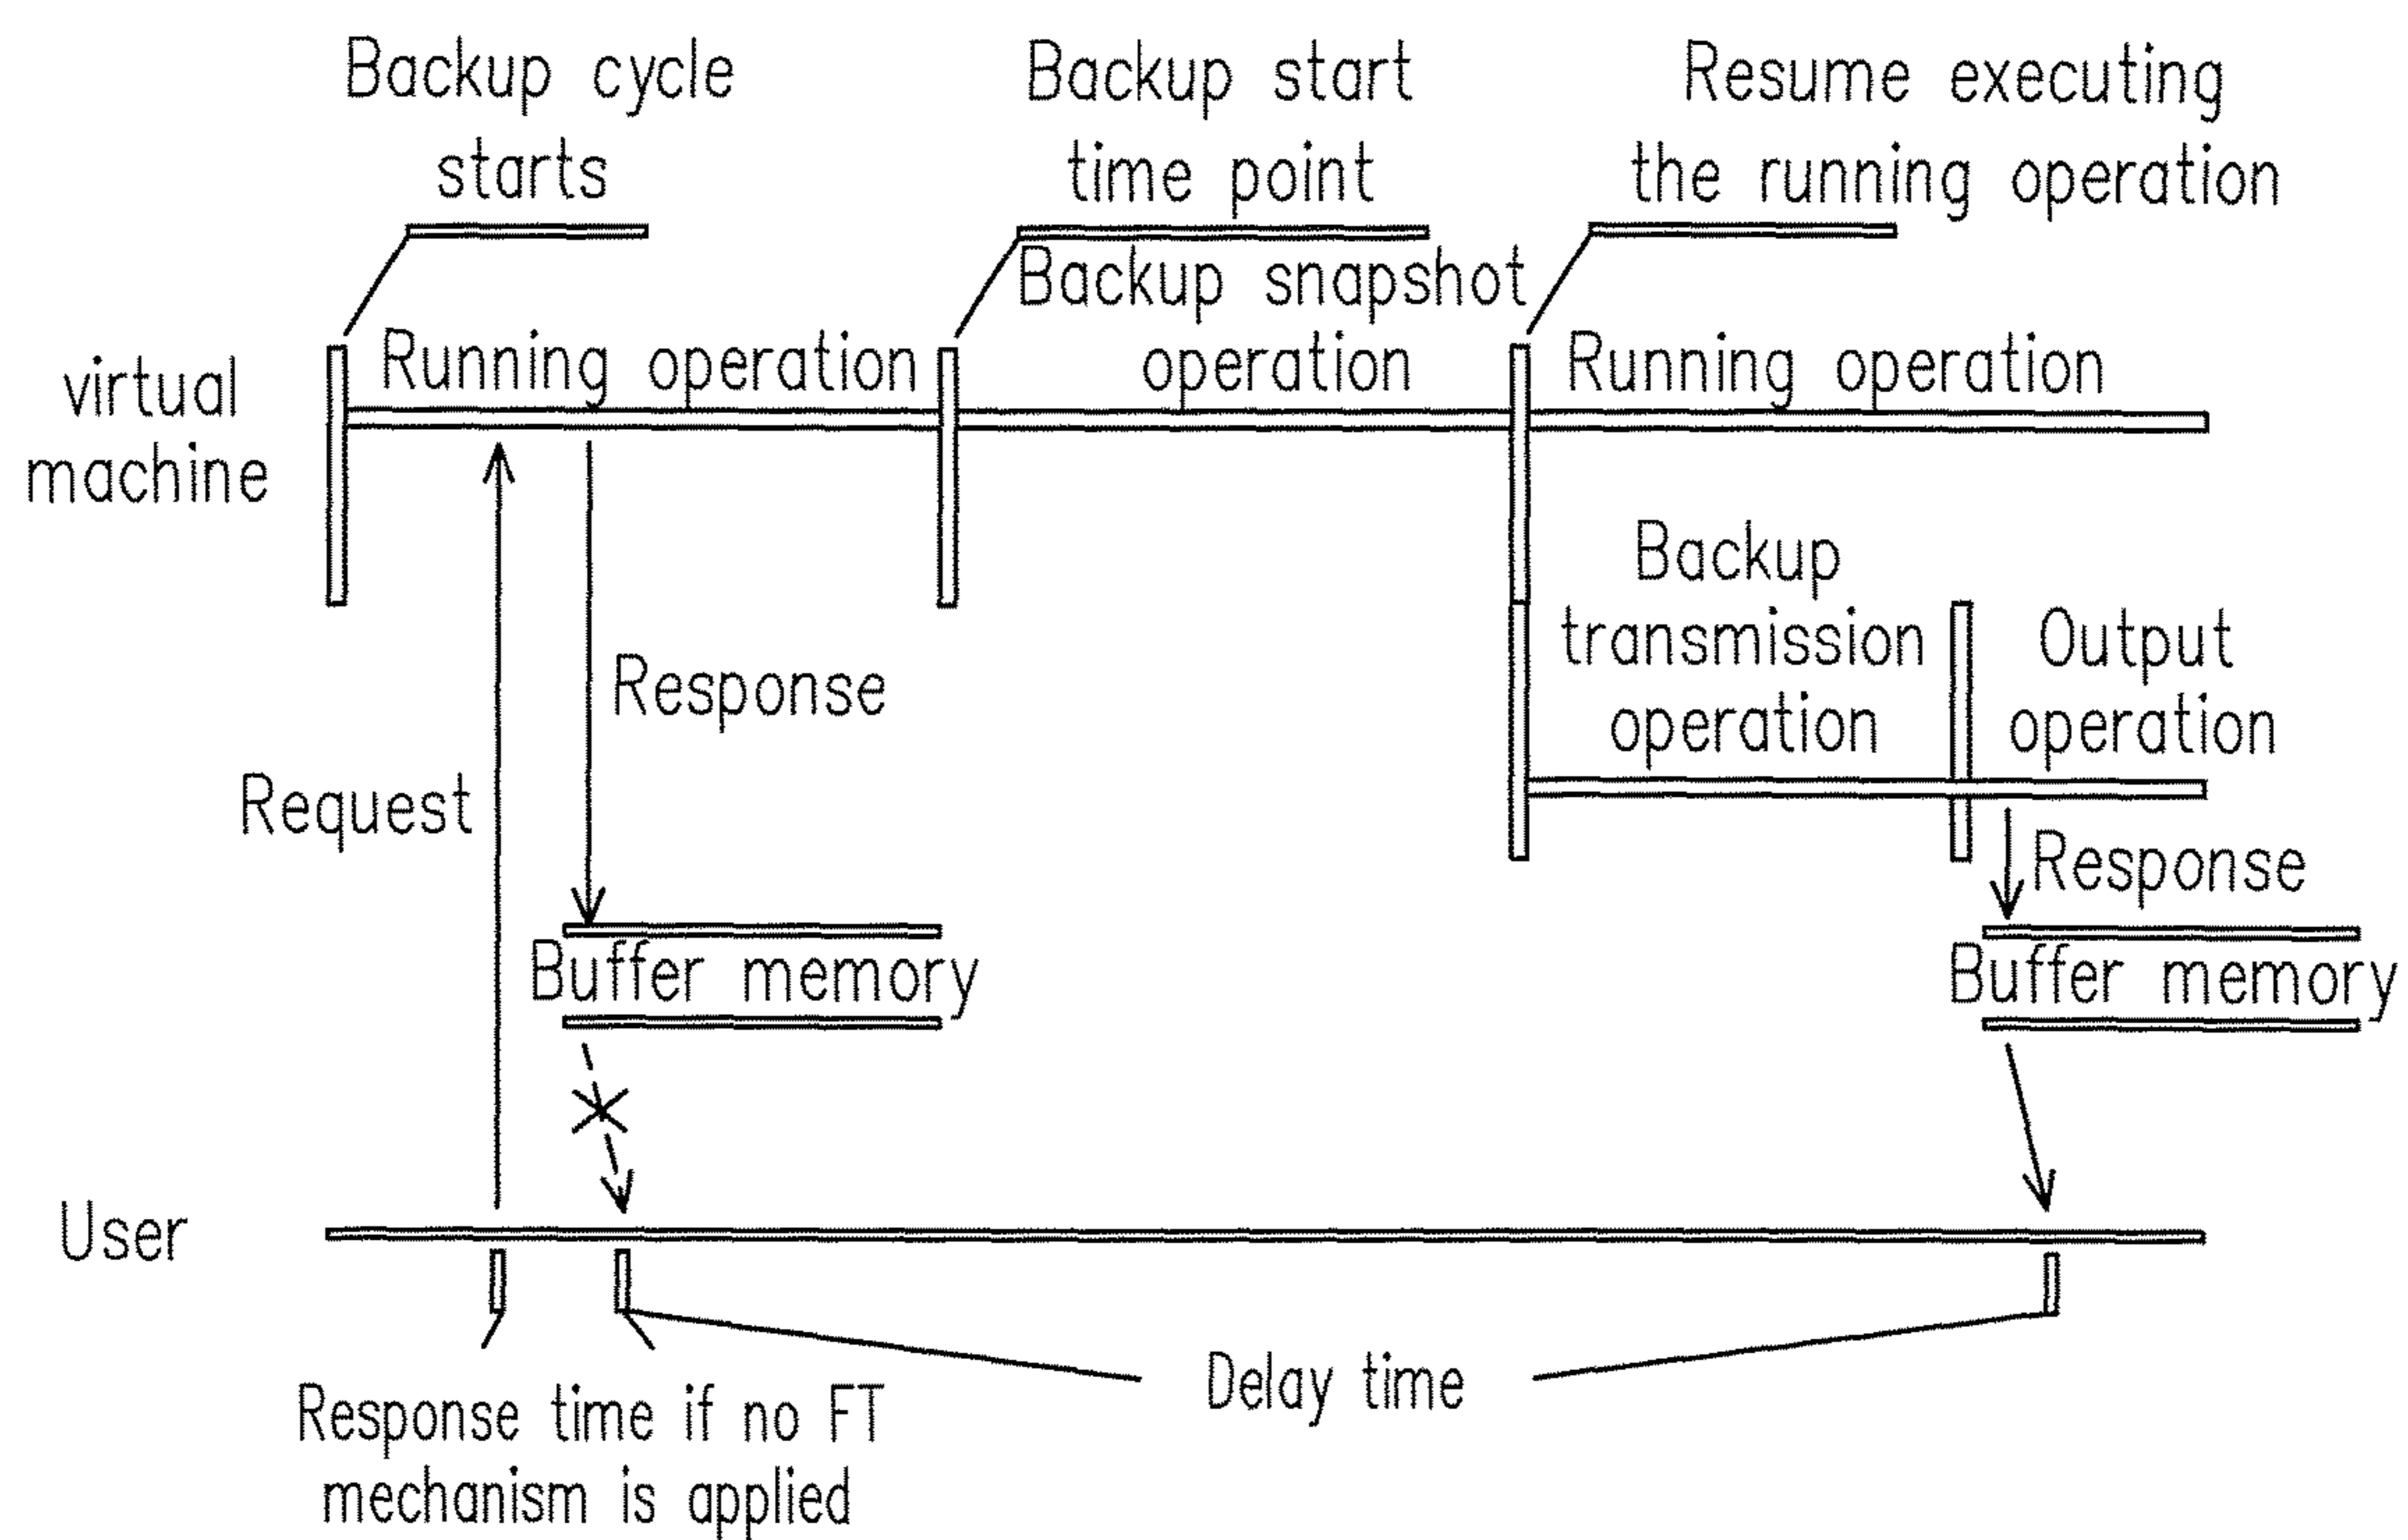 Backup cycle
starts
Backup start
time point
Resume executing
the running operation
virtual
machine
Running operation
Backup snapshot
operation
Running operation
Backup
transmission
operation
Output
operation
Request
Response
Response
Buffer memory
Buffer memory
User
Response time if no FT
mechanism is applied
Delay time